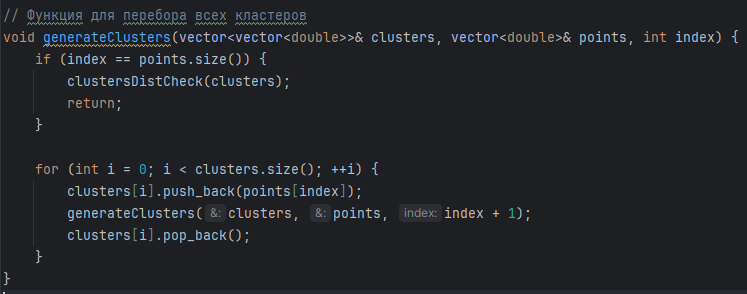 // Функция для перебора всех кластеров
void generateClusters(vector<vector<double>>& clusters, vector<double>& points, int index) {
    if (index == points.size()) {
        clustersDistCheck(clusters);
        return;
    }

    for (int i = 0; i < clusters.size(); ++i) {
        clusters[i].push_back(points[index]);
        generateClusters( &: clusters, &: points, index: index + 1);
        clusters[i].pop_back();
    }
}